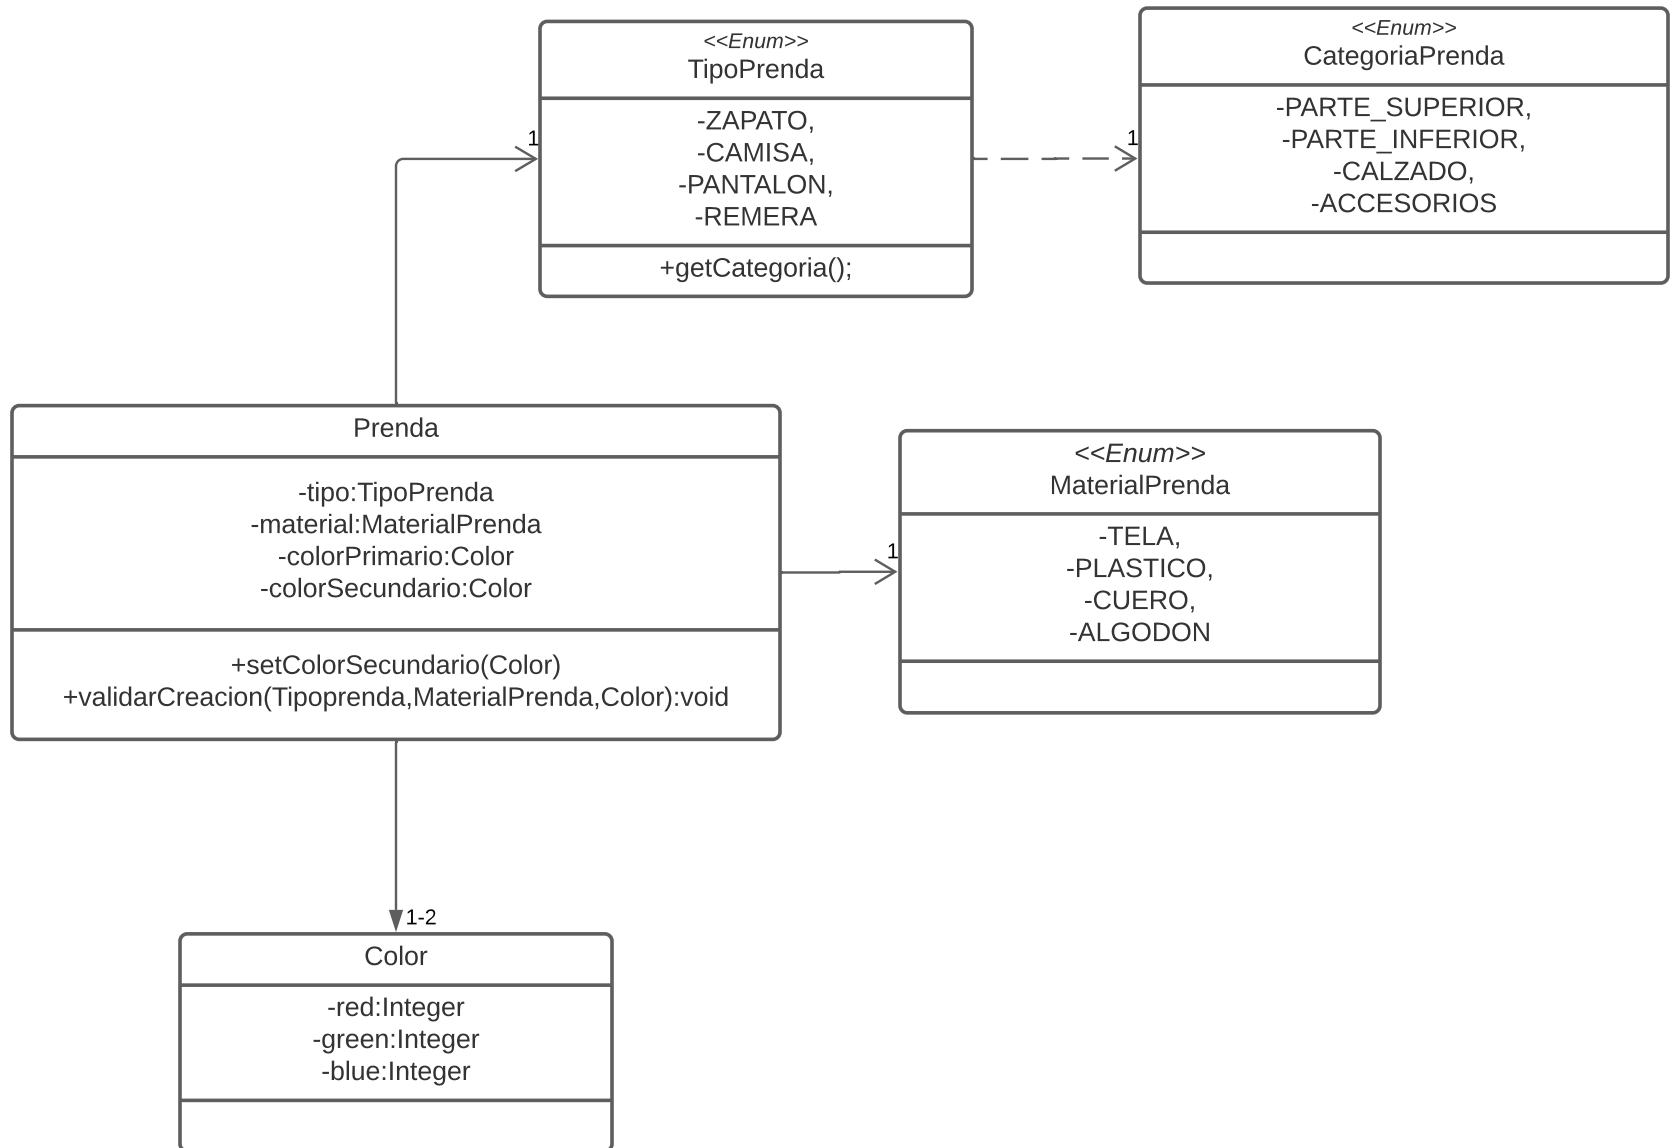 <<Enum>>
TipoPrenda
-ZAPATO,
-CAMISA,
-PANTALON,
-REMERA
+getCategoria();
1
<<Enum>>
CategoriaPrenda
-PARTE_SUPERIOR,
-PARTE_INFERIOR,
-CALZADO,
-ACCESORIOS
1
Prenda
-tipo:TipoPrenda
-material:MaterialPrenda
-colorPrimario:Color
-colorSecundario:Color
+setColorSecundario(Color)
+validarCreacion(Tipoprenda,MaterialPrenda,Color):void
1
<<Enum>>
MaterialPrenda
-TELA,
-PLASTICO,
-CUERO,
-ALGODON
1-2
Color
-red:Integer
-green:Integer
-blue:Integer